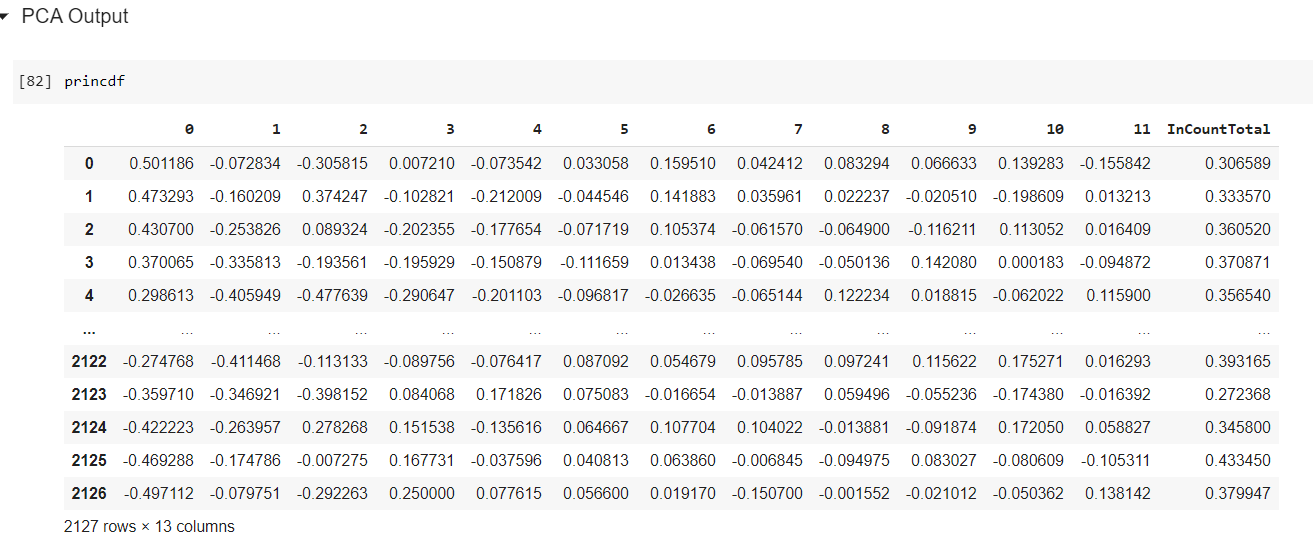 PCA Output
[82] princdf
0 1 2 3 4 5 6 7 8 9 10 11 InCountTotal
0 0.501186 -0.072834 -0.305815 0.007210 -0.073542 0.033058 0.159510 0.042412 0.083294 0.066633 0.139283 -0.155842 0.306589
1 0.473293 -0.160209 0.374247 -0.102821 -0.212009 -0.044546 0.141883 0.035961 0.022237 -0.020510 -0.198609 0.013213 0.333570
2 0.430700 -0.253826 0.089324 -0.202355 -0.177654 -0.071719 0.105374 -0.061570 -0.064900 -0.116211 0.113052 0.016409 0.360520
3 0.370065 -0.335813 -0.193561 -0.195929 -0.150879 -0.111659 0.013438 -0.069540 -0.050136 0.142080 0.000183 -0.094872 0.370871
4 0.298613 -0.405949 -0.477639 -0.290647 -0.201103 -0.096817 -0.026635 -0.065144 0.122234 0.018815 -0.062022 0.115900 0.356540
... ... ... ... ... ... ... ... ... ... ... ... ... ...
2122 -0.274768 -0.411468 -0.113133 -0.089756 -0.076417 0.087092 0.054679 0.095785 0.097241 0.115622 0.175271 0.016293 0.393165
2123 -0.359710 -0.346921 -0.398152 0.084068 0.171826 0.075083 -0.016654 -0.013887 0.059496 -0.055236 -0.174380 -0.016392 0.272368
2124 -0.422223 -0.263957 0.278268 0.151538 -0.135616 0.064667 0.107704 0.104022 -0.013881 -0.091874 0.172050 0.058827 0.345800
2125 -0.469288 -0.174786 -0.007275 0.167731 -0.037596 0.040813 0.063860 -0.006845 -0.094975 0.083027 -0.080609 -0.105311 0.433450
2126 -0.497112 -0.079751 -0.292263 0.250000 0.077615 0.056600 0.019170 -0.150700 -0.001552 -0.021012 -0.050362 0.138142 0.379947
2127 rows × 13 columns